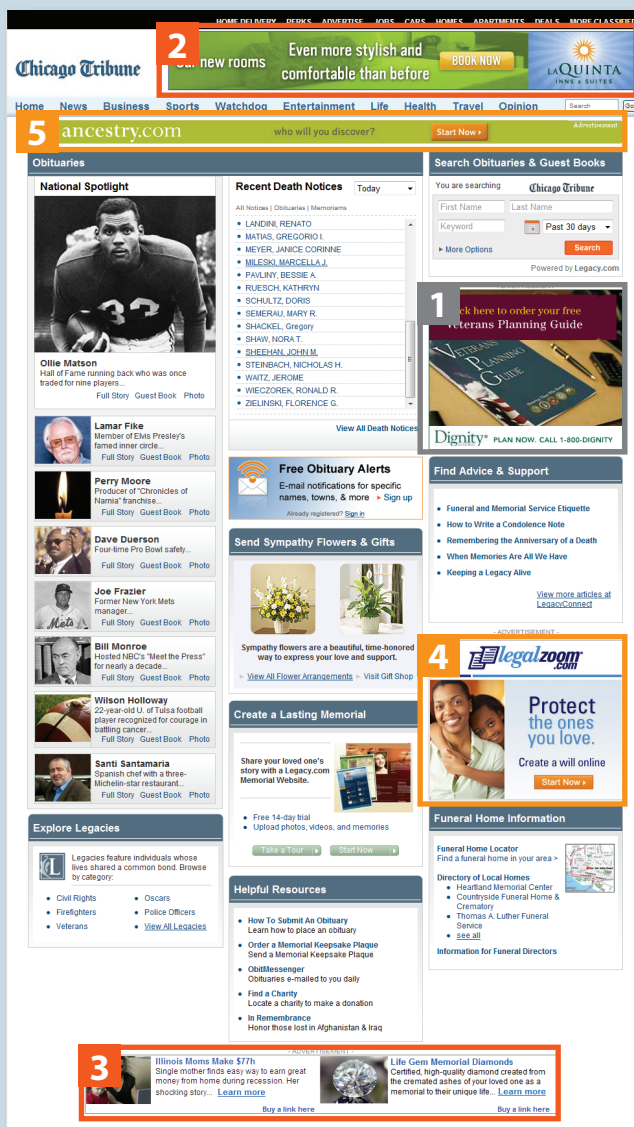 HOME DELIVERY PERKS ADVERTISE JOBS CARS HOMES APARTMENTS DEALS MORE CLASSIFIED
2
Chicago Tribune
new rooms
Even more stylish and
comfortable than before
BOOK NOW
LAQUINTA
INNS & SUITES
Home News Business Sports Watchdog Entertainment Life Health Travel Opinion
Search
Go
5
ancestry.com
who will you discover?
Start Now
Advertisement
Obituaries
National Spotlight
33
Ollie Matson
Hall of Fame running back who was once
traded for nine players...
Full Story Guest Book Photo
Lamar Fike
Member of Elvis Presley's
famed inner circle...
Full Story Guest Book Photo
Perry Moore
Producer of "Chronicles of
Narnia" franchise...
Full Story Guest Book Photo
Dave Duerson
Four-time Pro Bowl safety...
Full Story Guest Book Photo
Joe Frazier
Former New York Mets
manager...
Full Story Guest Book Photo
Mets
Bill Monroe
Hosted NBC's "Meet the Press"
for nearly a decade...
Full Story Guest Book Photo
Wilson Holloway
22-year-old U. of Tulsa football
player recognized for courage in
battling cancer...
Full Story Guest Book Photo
Santi Santamaria
Spanish chef with a three-
Michelin-star restaurant...
Full Story Guest Book Photo
Explore Legacies
L
Legacies feature individuals whose
lives shared a common bond. Browse
by category:
• Civil Rights
• Firefighters
• Veterans
• Oscars
• Police Officers
• View All Legacies
Recent Death Notices
Today
All Notices | Obituaries | Memoriams
• LANDINI, RENATO
• MATIAS, GREGORIO I.
• MEYER, JANICE CORINNE
• MILESKI, MARCELLA J.
• PAVLINY, BESSIE A.
• RUESCH, KATHRYN
• SCHULTZ, DORIS
• SEMERAU, MARY R.
• SHACKEL, Gregory
• SHAW, NORA T.
• SHEEHAN, JOHN M.
• STEINBACH, NICHOLAS H.
• WAITZ, JEROME
• WIECZOREK, RONALD R.
• ZIELINSKI, FLORENCE G.
View All Death Notices
Free Obituary Alerts
E-mail notifications for specific
names, towns, & more Sign up
Already registered? Sign in
Send Sympathy Flowers & Gifts
Sympathy flowers are a beautiful, time-honored
way to express your love and support.
View All Flower Arrangements Visit Gift Shop
Create a Lasting Memorial
Share your loved one's
story with a Legacy.com
Memorial Website.
• Free 14-day trial
• Upload photos, videos, and memories
Take a Tour
Start Now
Helpful Resources
• How To Submit An Obituary
Learn how to place an obituary
• Order a Memorial Keepsake Plaque
Send a Memorial Keepsake Plaque
• ObitMessenger
Obituaries e-mailed to you daily
• Find a Charity
Locate a charity to make a donation
• In Remembrance
Honor those lost in Afghanistan & Iraq
Search Obituaries & Guest Books
You are searching Chicago Tribune
First Name
Last Name
Keyword
Past 30 days
More Options
Search
Powered by Legacy.com
1
here to order your free
Veterans Planning Guide
VETERANS
PLANNING
GUIDE
Dignity
PLAN NOW. CALL 1-800-DIGNITY
Find Advice & Support
• Funeral and Memorial Service Etiquette
• How to Write a Condolence Note
• Remembering the Anniversary of a Death
• When Memories Are All We Have
• Keeping a Legacy Alive
View more articles at
LegacyConnect
- ADVERTISEMENT -
4
legalzoom
.com
Protect
the ones
you love.
Create a will online
Start Now
Funeral Home Information
Funeral Home Locator
Find a funeral home in your area >
Directory of Local Homes
• Heartland Memorial Center
• Countryside Funeral Home &
Crematory
• Thomas A. Luther Funeral
Service
• see all
Information for Funeral Directors
- ADVERTISEMENT -
3
Illinois Moms Make $77h
Single mother finds easy way to earn great
money from home during recession. Her
shocking story... Learn more
Buy a link here
Life Gem Memorial Diamonds
Certified, high-quality diamond created from
the cremated ashes of your loved one as a
memorial to their unique life... Learn more
Buy a link here